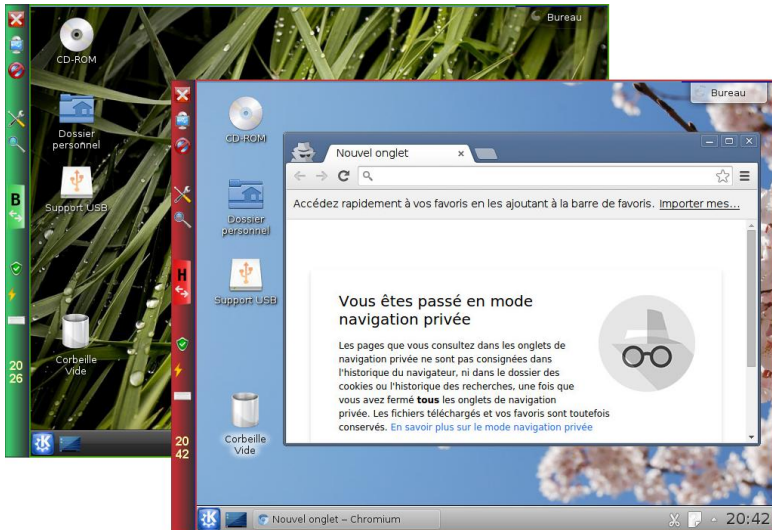 Bureau
CD-ROM
Dossier
personnel
Support USB
Corbeille
Vide
B
20
26
Bureau
CD-ROM
Dossier
personnel
Support USB
Corbeille
Vide
H
20
42
Nouvel onglet
Accédez rapidement à vos favoris en les ajoutant à la barre de favoris. Importer mes...
Vous êtes passé en mode
navigation privée
Les pages que vous consultez dans les onglets de
navigation privée ne sont pas consignées dans
l'historique du navigateur, ni dans le dossier des
cookies ou l'historique des recherches, une fois que
vous avez fermé tous les onglets de navigation
privée. Les fichiers téléchargés et vos favoris sont toutefois
conservés. En savoir plus sur le mode navigation privée
Nouvel onglet – Chromium
20:42